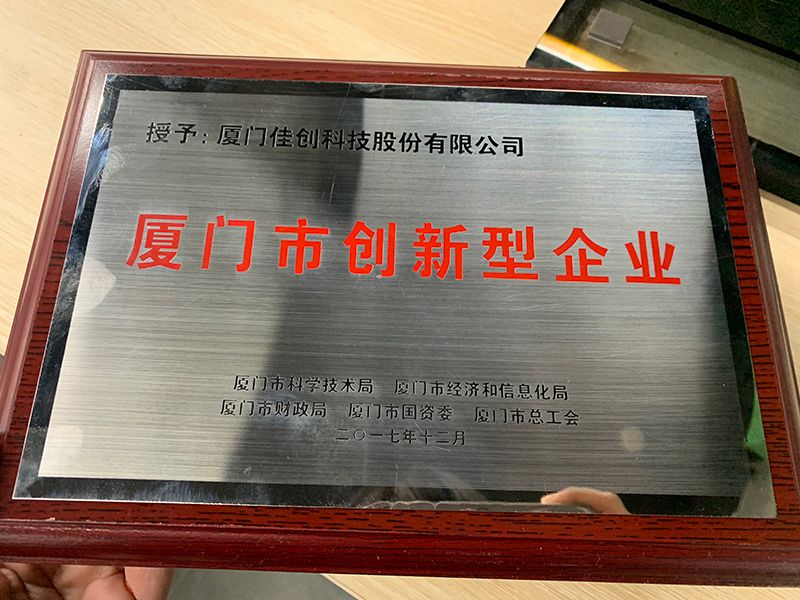 授予：厦门佳创科技股份有限公司
厦门市创新型企业
厦门市科学技术局 厦门市经济和信息化局
厦门市财政局 厦门市国资委 厦门市总工会
二〇一七年十二月